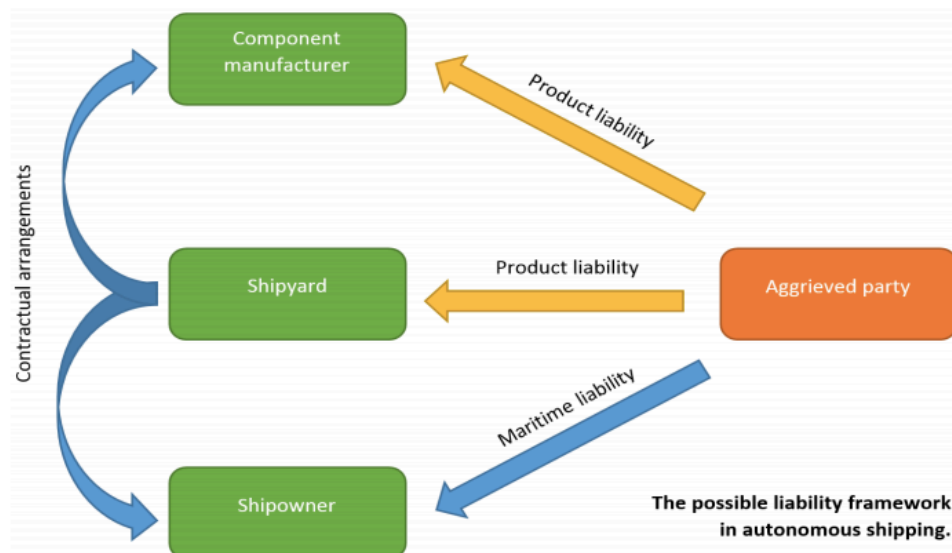 Component
manufacturer
Product liability
Contractual arrangements
Shipyard
Product liability
Aggrieved party
Maritime liability
Shipowner
The possible liability framework
in autonomous shipping.